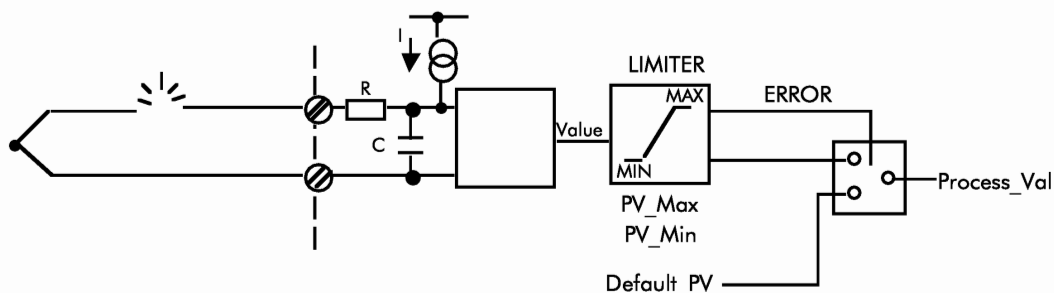 I
LIMITER
R
MAX
ERROR
Value
C
MIN
Process_Val
PV_Max
PV_Min
Default PV